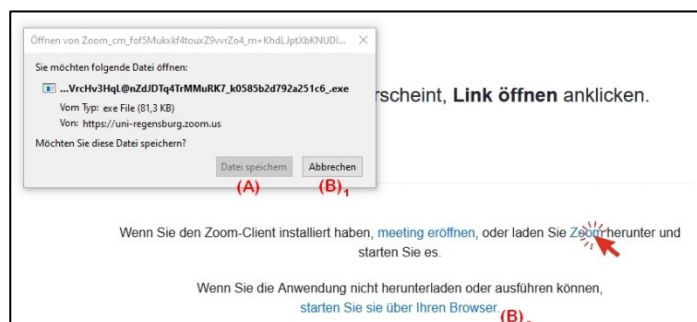 Öffnen von Zoom_cm_fof5Mukxkf4touxZ9vvrZo4_m+KhdLJptXbKNUDI...
Sie möchten folgende Datei öffnen:
...VrcHv3HqL@nZdJDTq4TrMMuRK7_k0585b2d792a251c6_.exe
Vom Typ: exe File (81,3 KB)
Von: https://uni-regensburg.zoom.us
Möchten Sie diese Datei speichern?
Datei speichern Abbrechen
(A) (B)1
rscheint, Link öffnen anklicken.
Wenn Sie den Zoom-Client installiert haben, meeting eröffnen, oder laden Sie Zoom herunter und
starten Sie es.
Wenn Sie die Anwendung nicht herunterladen oder ausführen können,
starten Sie sie über Ihren Browser. (B)